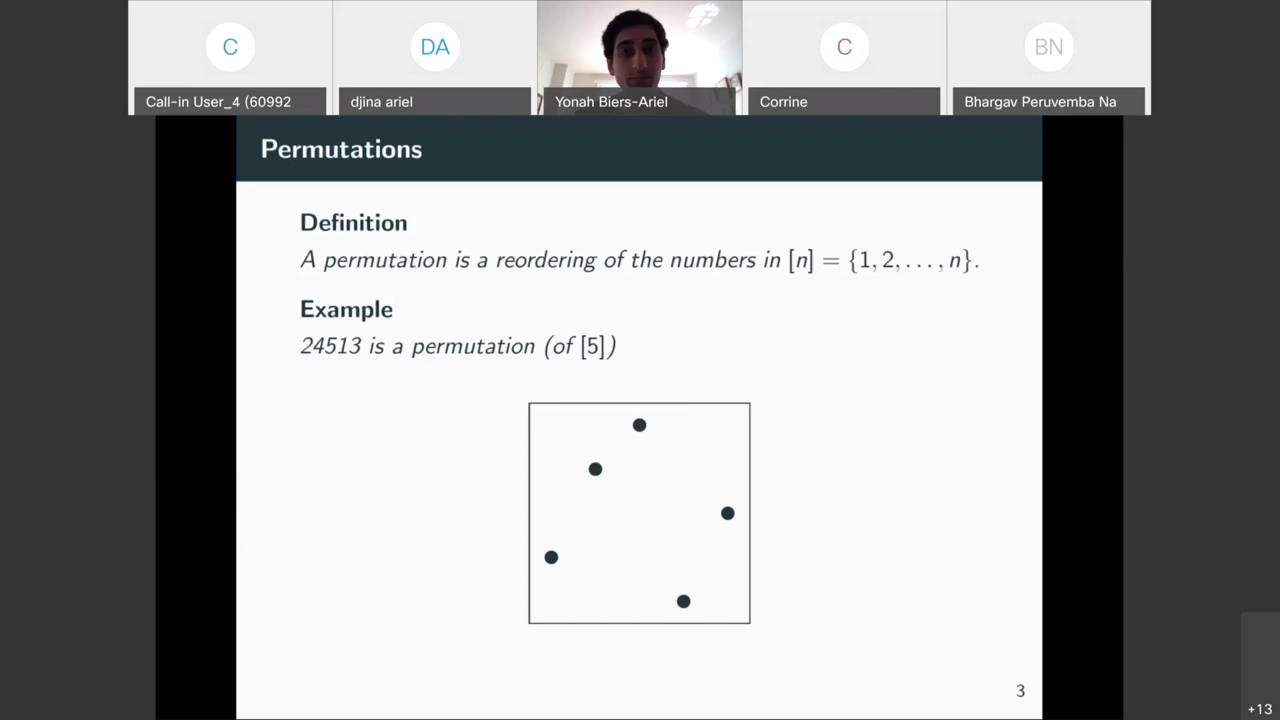 C
DA
C
BN
Call-in User_4 (60992
djina ariel
Yonah Biers-Ariel
Corrine
Bhargav Peruvemba Na
Permutations
Definition
A permutation is a reordering of the numbers in [n] = {1, 2, . . . , n}.
Example
24513 is a permutation (of [5])
3
+13